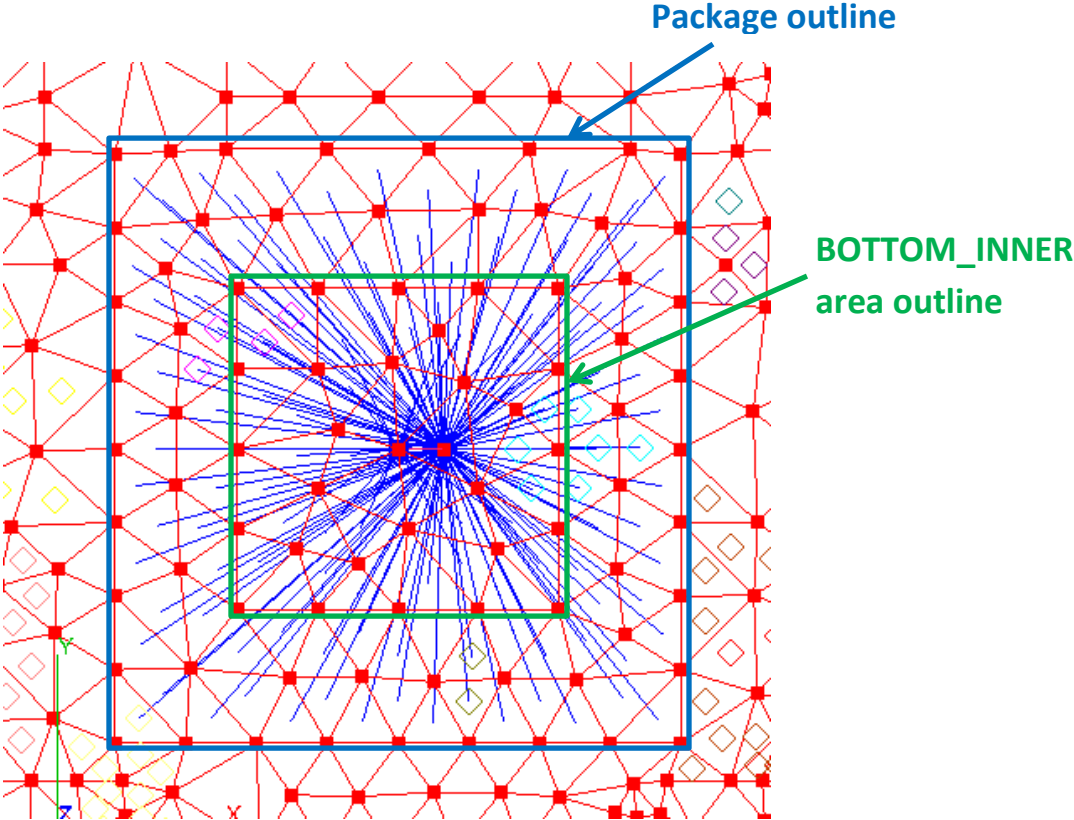 Package outline
BOTTOM_INNER
area outline
Y
Z
X